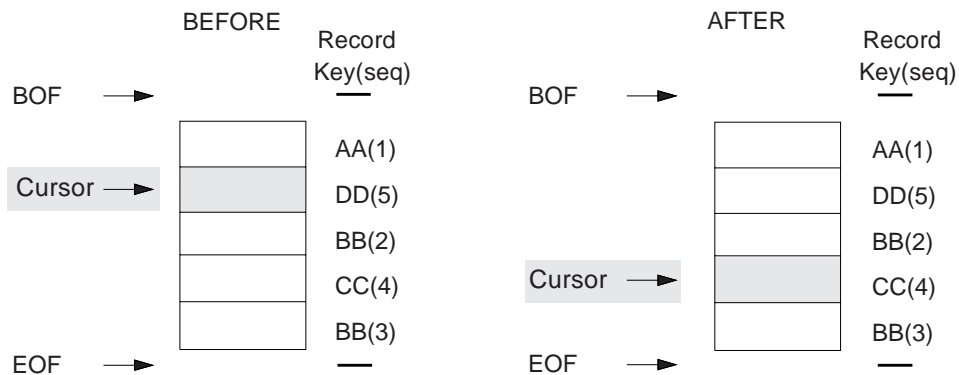 BEFORE
Record
Key(seq)
BOF
AA(1)
Cursor
DD(5)
BB(2)
CC(4)
BB(3)
EOF
AFTER
Record
Key(seq)
BOF
AA(1)
DD(5)
BB(2)
Cursor
CC(4)
BB(3)
EOF